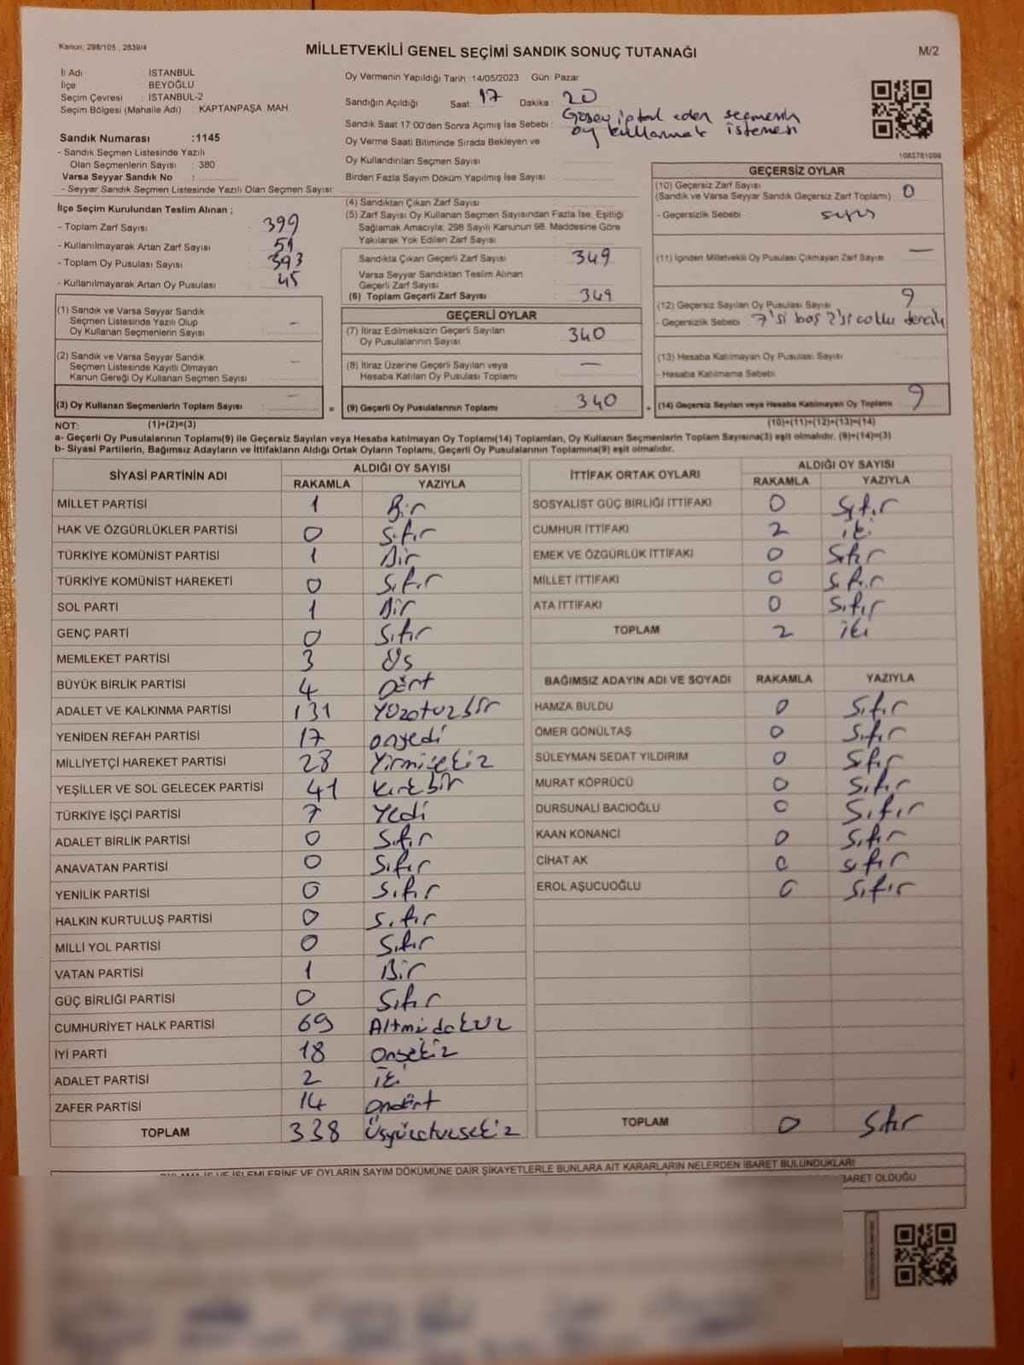 Kanun: 298/105, 2839/4
MİLLETVEKİLİ GENEL SEÇİMİ SANDIK SONUÇ TUTANAĞI
M/2
İl Adı İSTANBUL
İlçe BEYOĞLU
Seçim Çevresi İSTANBUL-2
Seçim Bölgesi (Mahalle Adı) : KAPTANPAŞA MAH.
Sandık Numarası :1145
- Sandık Seçmen Listesinde Yazılı
Olan Seçmenlerin Sayısı : 380
Varsa Seyyar Sandık No :
- Seyyar Sandık Seçmen Listesinde Yazılı Olan Seçmen Sayısı:
Oy Vermenin Yapıldığı Tarih :14/05/2023 Gün: Pazar
Sandığın Açıldığı Saat: 17 Dakika: 20
Sandık Saat 17:00'den Sonra Açımış İse Sebebi : iptal eden seçmenin
oy kullanmak istemesi
Oy Verme Saati Bitiminde Sırada Bekleyen ve
Oy Kullandırılan Seçmen Sayısı
Birden Fazla Sayım Döküm Yapılmış İse Sayısı
1083781098
İlçe Seçim Kurulundan Teslim Alınan :
- Toplam Zarf Sayısı 399
- Kullanılmayarak Artan Zarf Sayısı 51
- Toplam Oy Pusulası Sayısı 393
- Kullanılmayarak Artan Oy Pusulası 45
(1) Sandık ve Varsa Seyyar Sandık
Seçmen Listesinde Yazılı Olup
Oy Kullanan Seçmenlerin Sayısı -
(2) Sandık ve Varsa Seyyar Sandık
Seçmen Listesinde Kayıtlı Olmayan
Kanun Gereği Oy Kullanan Seçmen Sayısı -
(3) Oy Kullanan Seçmenlerin Toplam Sayısı -
(4) Sandıktan Çıkan Zarf Sayısı
(5) Zarf Sayısı Oy Kullanan Seçmen Sayısından Fazla İse, Eşitliği
Sağlamak Amacıyla; 298 Sayılı Kanunun 98. Maddesine Göre
Yakılarak Yok Edilen Zarf Sayısı
Sandıkta Çıkan Geçerli Zarf Sayısı 349
Varsa Seyyar Sandıktan Teslim Alınan
Geçerli Zarf Sayısı
(6) Toplam Geçerli Zarf Sayısı 349
GEÇERLİ OYLAR
(7) İtiraz Edilmeksizin Geçerli Sayılan
Oy Pusulalarının Sayısı 340
(8) İtiraz Üzerine Geçerli Sayılan veya
Hesaba Katılan Oy Pusulası Toplamı —
(9) Geçerli Oy Pusulalarının Toplamı 340
GEÇERSİZ OYLAR
(10) Geçersiz Zarf Sayısı
(Sandık ve Varsa Seyyar Sandık Geçersiz Zarf Toplamı) 0
- Geçersizlik Sebebi
(11) İçinden Milletvekili Oy Pusulası Çıkmayan Zarf Sayısı —
(12) Geçersiz Sayılan Oy Pusulası Sayısı 9
- Geçersizlik Sebebi 7'si boş 2'si
(13) Hesaba Katılmayan Oy Pusulası Sayısı
- Hesaba Katılmama Sebebi
(14) Geçersiz Sayılan veya Hesaba Katılmayan Oy Toplamı 9
NOT: (1)+(2)=(3) (10)+(11)+(12)+(13)=(14)
a- Geçerli Oy Pusulalarının Toplamı(9) ile Geçersiz Sayılan veya Hesaba katılmayan Oy Toplamı(14) Toplamları, Oy Kullanan Seçmenlerin Toplam Sayısına(3) eşit olmalıdır. (9)+(14)=(3)
b- Siyasi Partilerin, Bağımsız Adayların ve İttifakların Aldığı Ortak Oyların Toplamı, Geçerli Oy Pusulalarının Toplamına(9) eşit olmalıdır.
SİYASİ PARTİNİN ADI ALDIĞI OY SAYISI
RAKAMLA YAZIYLA
MİLLET PARTİSİ 1 Bir
HAK VE ÖZGÜRLÜKLER PARTİSİ 0 Sıfır
TÜRKİYE KOMÜNİST PARTİSİ 1 Bir
TÜRKİYE KOMÜNİST HAREKETİ 0 Sıfır
SOL PARTİ 1 Bir
GENÇ PARTİ 0 Sıfır
MEMLEKET PARTİSİ 3 Üç
BÜYÜK BİRLİK PARTİSİ 4 Dört
ADALET VE KALKINMA PARTİSİ 131 Yüzotuzbir
YENİDEN REFAH PARTİSİ 17 onyedi
MİLLİYETÇİ HAREKET PARTİSİ 28 Yirmisekiz
YEŞİLLER VE SOL GELECEK PARTİSİ 41 Kırkbir
TÜRKİYE İŞÇİ PARTİSİ 7 Yedi
ADALET BİRLİK PARTİSİ 0 Sıfır
ANAVATAN PARTİSİ 0 Sıfır
YENİLİK PARTİSİ 0 Sıfır
HALKIN KURTULUŞ PARTİSİ 0 Sıfır
MİLLİ YOL PARTİSİ 0 Sıfır
VATAN PARTİSİ 1 Bir
GÜÇ BİRLİĞİ PARTİSİ 0 Sıfır
CUMHURİYET HALK PARTİSİ 69 Altmıdokuz
İYİ PARTİ 18 onsekiz
ADALET PARTİSİ 2 iki
ZAFER PARTİSİ 14 ondört
TOPLAM 338 Üçyüzotuzsekiz
İTTİFAK ORTAK OYLARI ALDIĞI OY SAYISI
RAKAMLA YAZIYLA
SOSYALİST GÜÇ BİRLİĞİ İTTİFAKI 0 Sıfır
CUMHUR İTTİFAKI 2 iki
EMEK VE ÖZGÜRLÜK İTTİFAKI 0 Sıfır
MİLLET İTTİFAKI 0 Sıfır
ATA İTTİFAKI 0 Sıfır
TOPLAM 2 iki
BAĞIMSIZ ADAYIN ADI VE SOYADI RAKAMLA YAZIYLA
HAMZA BULDU 0 Sıfır
ÖMER GÖNÜLTAŞ 0 Sıfır
SÜLEYMAN SEDAT YILDIRIM 0 Sıfır
MURAT KÖPRÜCÜ 0 Sıfır
DURSUNALİ BACIOĞLU 0 Sıfır
KAAN KONANCİ 0 Sıfır
CİHAT AK 0 Sıfır
EROL AŞUCUOĞLU 0 Sıfır
TOPLAM 0 Sıfır
İŞLEMLERİNE VE OYLARIN SAYIM DÖKÜMÜNE DAİR ŞİKAYETLERLE BUNLARA AİT KARARLARIN NELERDEN İBARET BULUNDUKLARI
İBARET OLDUĞU